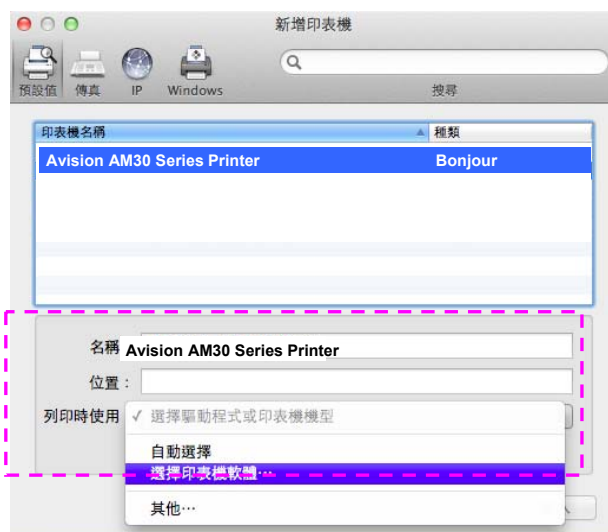 新增印表機
預設值 傳真 IP Windows 搜尋
印表機名稱 種類
Avision AM30 Series Printer Bonjour
名稱 Avision AM30 Series Printer
位置：
列印時使用 ✓ 選擇驅動程式或印表機機型
自動選擇
選擇印表機軟體⋯
其他⋯